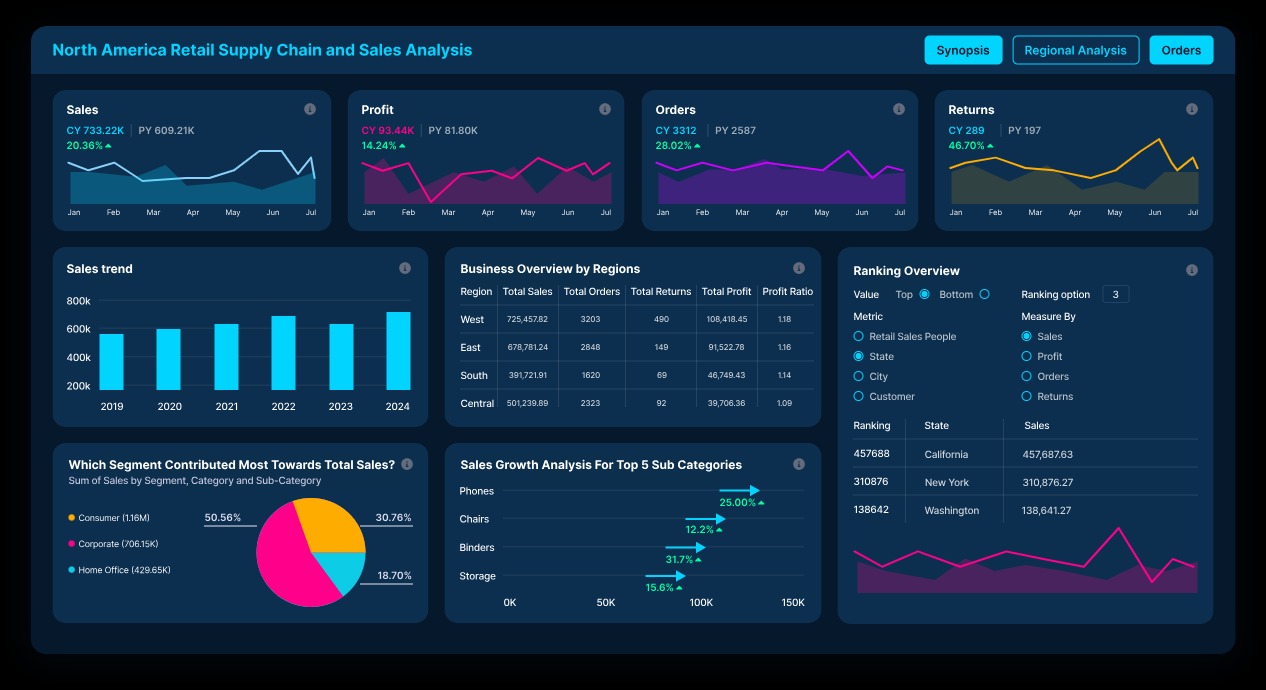 North America Retail Supply Chain and Sales Analysis
Synopsis
Regional Analysis
Orders
Sales
CY 733.22K PY 609.21K
20.36%
Jan Feb Mar Apr May Jun Jul
Profit
CY 93.44K PY 81.80K
14.24%
Jan Feb Mar Apr May Jun Jul
Orders
CY 3312 PY 2587
28.02%
Jan Feb Mar Apr May Jun Jul
Returns
CY 289 PY 197
46.70%
Jan Feb Mar Apr May Jun Jul
Sales trend
800k
600k
400k
200k
2019 2020 2021 2022 2023 2024
Business Overview by Regions
Region Total Sales Total Orders Total Returns Total Profit Profit Ratio
West 725,457.82 3203 490 108,418.45 1.18
East 678,781.24 2848 149 91,522.78 1.16
South 391,721.91 1620 69 46,749.43 1.14
Central 501,239.89 2323 92 39,706.36 1.09
Ranking Overview
Value Top Bottom Ranking option 3
Metric Measure By
Retail Sales People Sales
State Profit
City Orders
Customer Returns
Ranking State Sales
457688 California 457,687.63
310876 New York 310,876.27
138642 Washington 138,641.27
Which Segment Contributed Most Towards Total Sales?
Sum of Sales by Segment, Category and Sub-Category
Consumer (1.16M)
Corporate (706.15K)
Home Office (429.65K)
50.56%
30.76%
18.70%
Sales Growth Analysis For Top 5 Sub Categories
Phones
25.00%
Chairs
12.2%
Binders
31.7%
Storage
15.6%
0K 50K 100K 150K